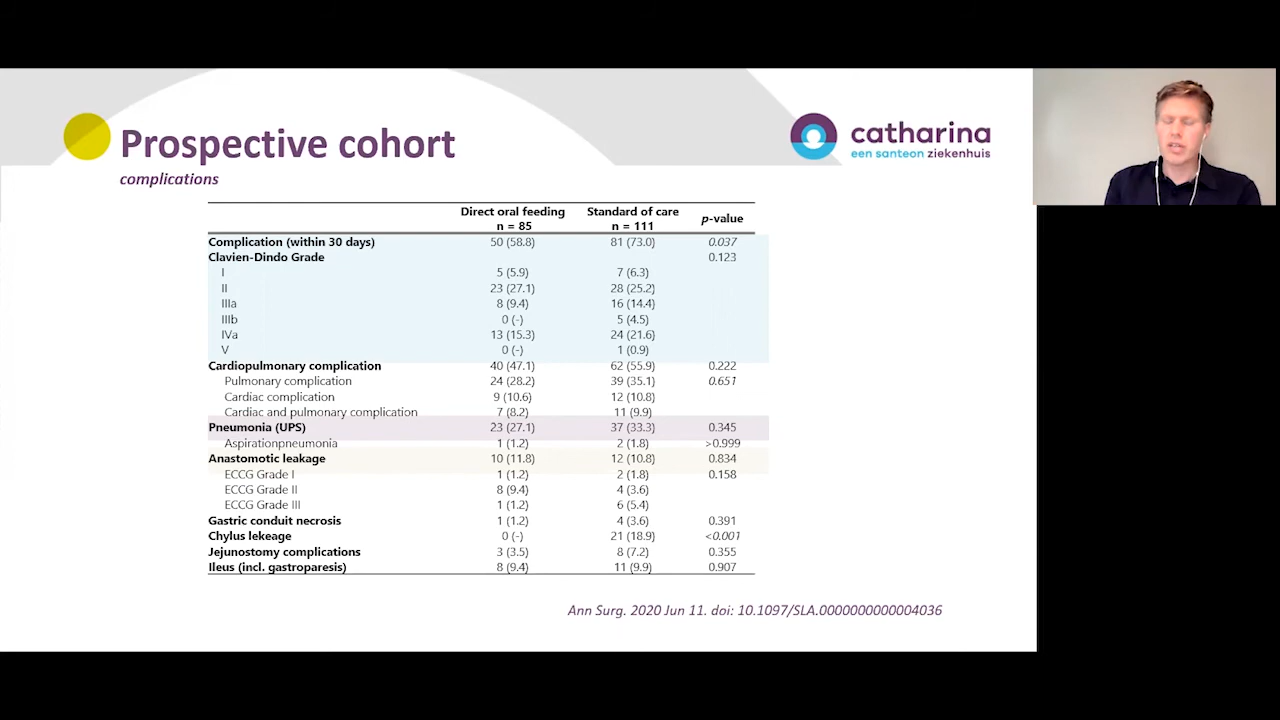 Prospective cohort
complications
catharina
een santeon ziekenhuis
Direct oral feeding n = 85 Standard of care n = 111 p-value
Complication (within 30 days) 50 (58.8) 81 (73.0) 0.037
Clavien-Dindo Grade 0.123
I 5 (5.9) 7 (6.3)
II 23 (27.1) 28 (25.2)
IIIa 8 (9.4) 16 (14.4)
IIIb 0 (-) 5 (4.5)
IVa 13 (15.3) 24 (21.6)
V 0 (-) 1 (0.9)
Cardiopulmonary complication 40 (47.1) 62 (55.9) 0.222
Pulmonary complication 24 (28.2) 39 (35.1) 0.651
Cardiac complication 9 (10.6) 12 (10.8)
Cardiac and pulmonary complication 7 (8.2) 11 (9.9)
Pneumonia (UPS) 23 (27.1) 37 (33.3) 0.345
Aspirationpneumonia 1 (1.2) 2 (1.8) >0.999
Anastomotic leakage 10 (11.8) 12 (10.8) 0.834
ECCG Grade I 1 (1.2) 2 (1.8) 0.158
ECCG Grade II 8 (9.4) 4 (3.6)
ECCG Grade III 1 (1.2) 6 (5.4)
Gastric conduit necrosis 1 (1.2) 4 (3.6) 0.391
Chylus lekeage 0 (-) 21 (18.9) <0.001
Jejunostomy complications 3 (3.5) 8 (7.2) 0.355
Ileus (incl. gastroparesis) 8 (9.4) 11 (9.9) 0.907
Ann Surg. 2020 Jun 11. doi: 10.1097/SLA.0000000000004036